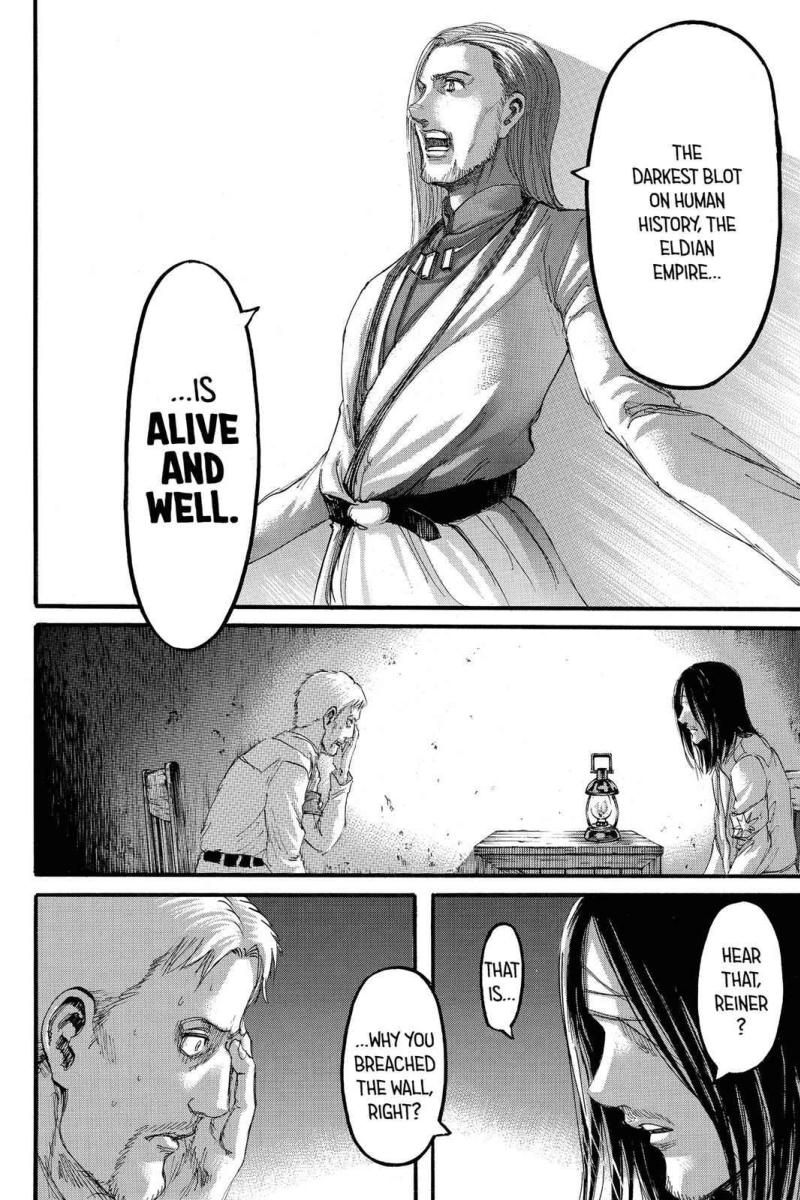 THE
DARKEST BLOT
ON HUMAN
HISTORY, THE
ELDIAN
EMPIRE...
...IS
ALIVE
AND
WELL.
HEAR
THAT,
REINER
?
THAT
IS...
...WHY YOU
BREACHED
THE WALL,
RIGHT?